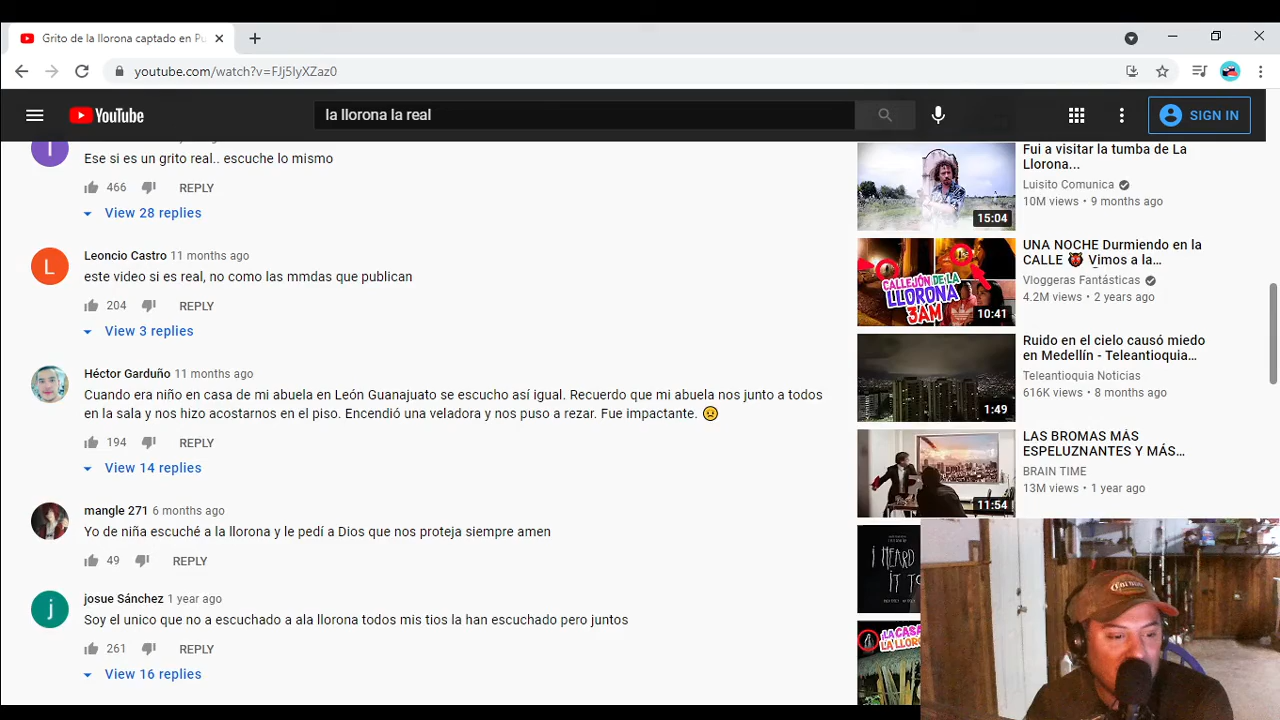 Grito de la llorona captado en Pu
youtube.com/watch?v=FJj5lyXZaz0
YouTube
la llorona la real
SIGN IN
Ese si es un grito real.. escuche lo mismo
466 REPLY
View 28 replies
L
Leoncio Castro 11 months ago
este video si es real, no como las mmdas que publican
204 REPLY
View 3 replies
Héctor Garduño 11 months ago
Cuando era niño en casa de mi abuela en León Guanajuato se escucho así igual. Recuerdo que mi abuela nos junto a todos
en la sala y nos hizo acostarnos en el piso. Encendió una veladora y nos puso a rezar. Fue impactante. 😟
194 REPLY
View 14 replies
mangle 271 6 months ago
Yo de niña escuché a la llorona y le pedí a Dios que nos proteja siempre amen
49 REPLY
j
josue Sánchez 1 year ago
Soy el unico que no a escuchado a ala llorona todos mis tios la han escuchado pero juntos
261 REPLY
View 16 replies
15:04
Fui a visitar la tumba de La
Llorona...
Luisito Comunica
10M views • 9 months ago
CALLEJÓN DE LA
LLORONA
3AM
10:41
UNA NOCHE Durmiendo en la
CALLE 👹 Vimos a la…
Vloggeras Fantásticas
4.2M views • 2 years ago
1:49
Ruido en el cielo causó miedo
en Medellín - Teleantioquia…
Teleantioquia Noticias
616K views • 8 months ago
11:54
LAS BROMAS MÁS
ESPELUZNANTES Y MÁS…
BRAIN TIME
13M views • 1 year ago
I HEARD
IT TO
¡LA CASA
LA LLORO